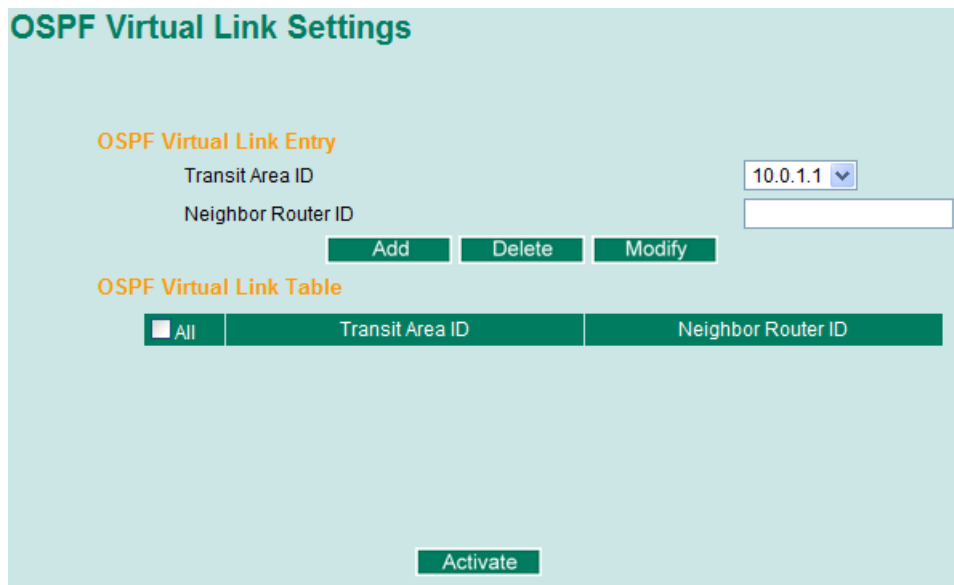 OSPF Virtual Link Settings
OSPF Virtual Link Entry
Transit Area ID 10.0.1.1
Neighbor Router ID
Add Delete Modify
OSPF Virtual Link Table
All Transit Area ID Neighbor Router ID
Activate